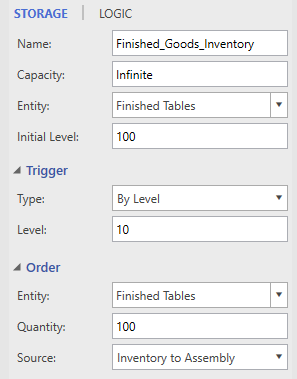 STORAGE | LOGIC
Name: Finished_Goods_Inventory
Capacity: Infinite
Entity: Finished Tables
Initial Level: 100
Trigger
Type: By Level
Level: 10
Order
Entity: Finished Tables
Quantity: 100
Source: Inventory to Assembly